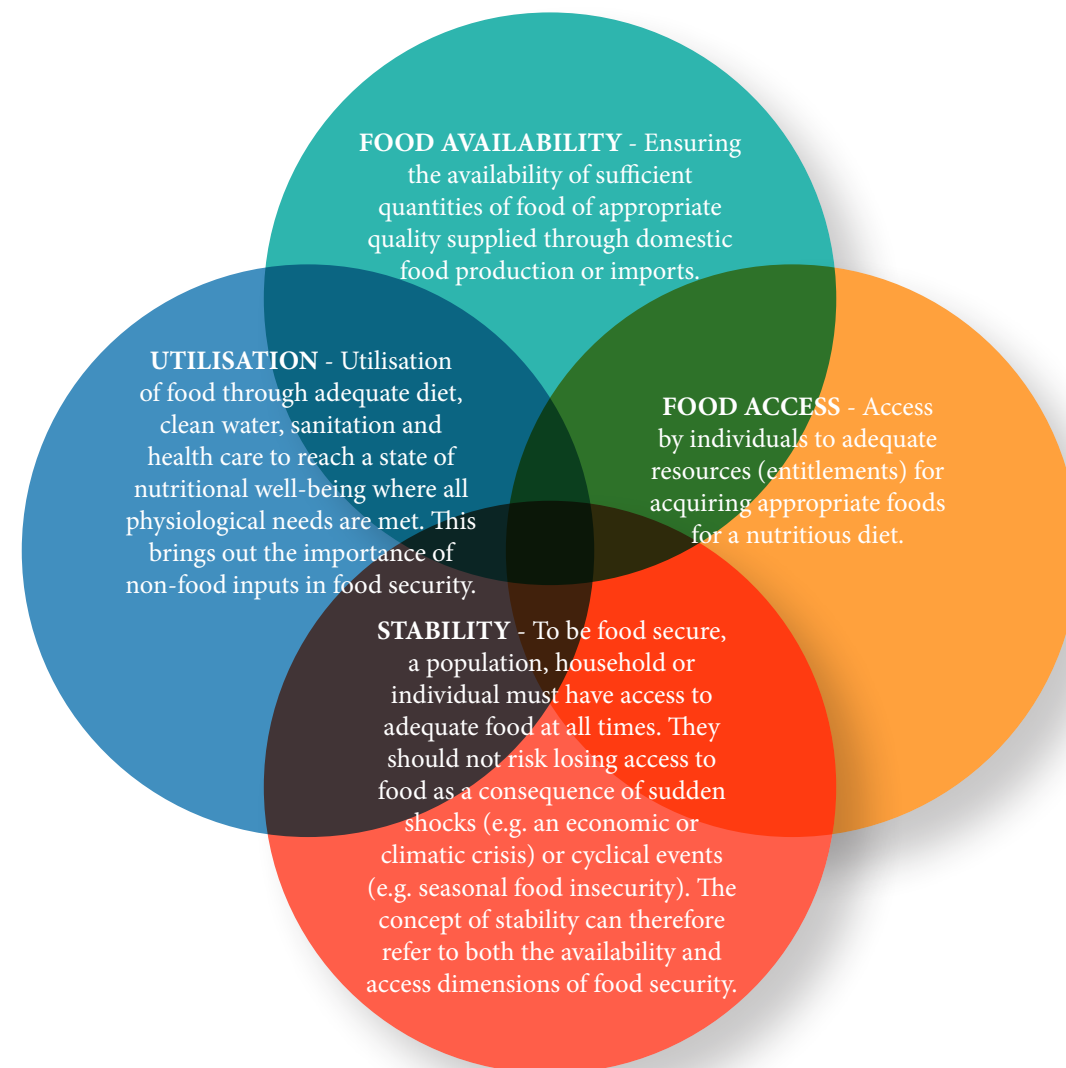 FOOD AVAILABILITY - Ensuring
the availability of sufficient
quantities of food of appropriate
quality supplied through domestic
food production or imports.
UTILISATION - Utilisation
of food through adequate diet,
clean water, sanitation and
health care to reach a state of
nutritional well-being where all
physiological needs are met. This
brings out the importance of
non-food inputs in food security.
FOOD ACCESS - Access
by individuals to adequate
resources (entitlements) for
acquiring appropriate foods
for a nutritious diet.
STABILITY - To be food secure,
a population, household or
individual must have access to
adequate food at all times. They
should not risk losing access to
food as a consequence of sudden
shocks (e.g. an economic or
climatic crisis) or cyclical events
(e.g. seasonal food insecurity). The
concept of stability can therefore
refer to both the availability and
access dimensions of food security.